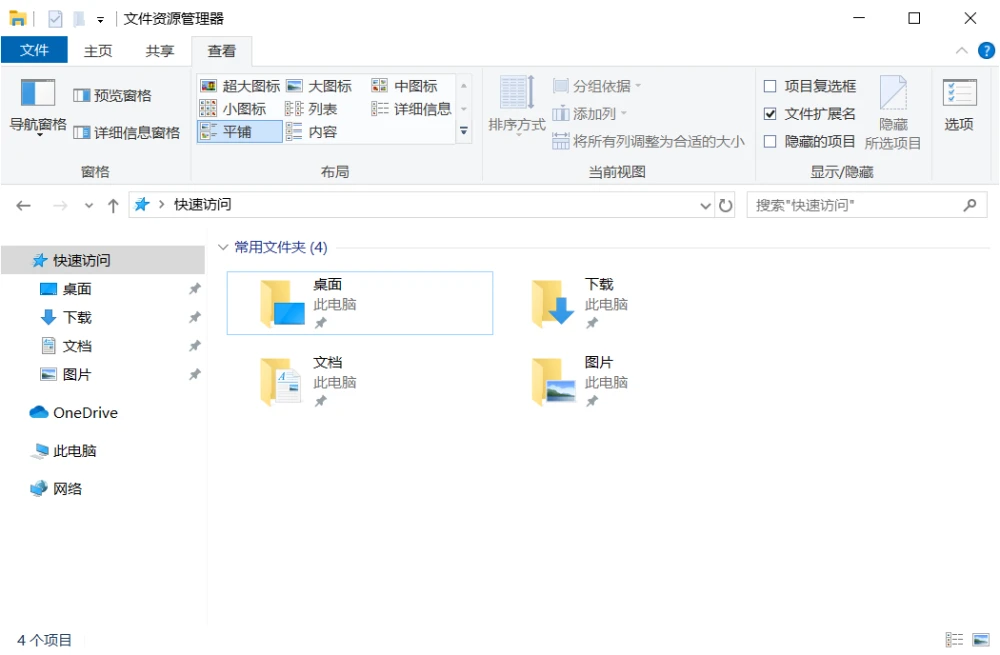 文件资源管理器
文件 主页 共享 查看
导航窗格
预览窗格
详细信息窗格
窗格
超大图标 大图标 中图标
小图标 列表 详细信息
平铺 内容
布局
排序方式
分组依据
添加列
将所有列调整为合适的大小
当前视图
项目复选框
文件扩展名
隐藏的项目
隐藏
所选项目
显示/隐藏
选项
快速访问
搜索"快速访问"
快速访问
桌面
下载
文档
图片
OneDrive
此电脑
网络
常用文件夹 (4)
桌面
此电脑
下载
此电脑
文档
此电脑
图片
此电脑
4 个项目